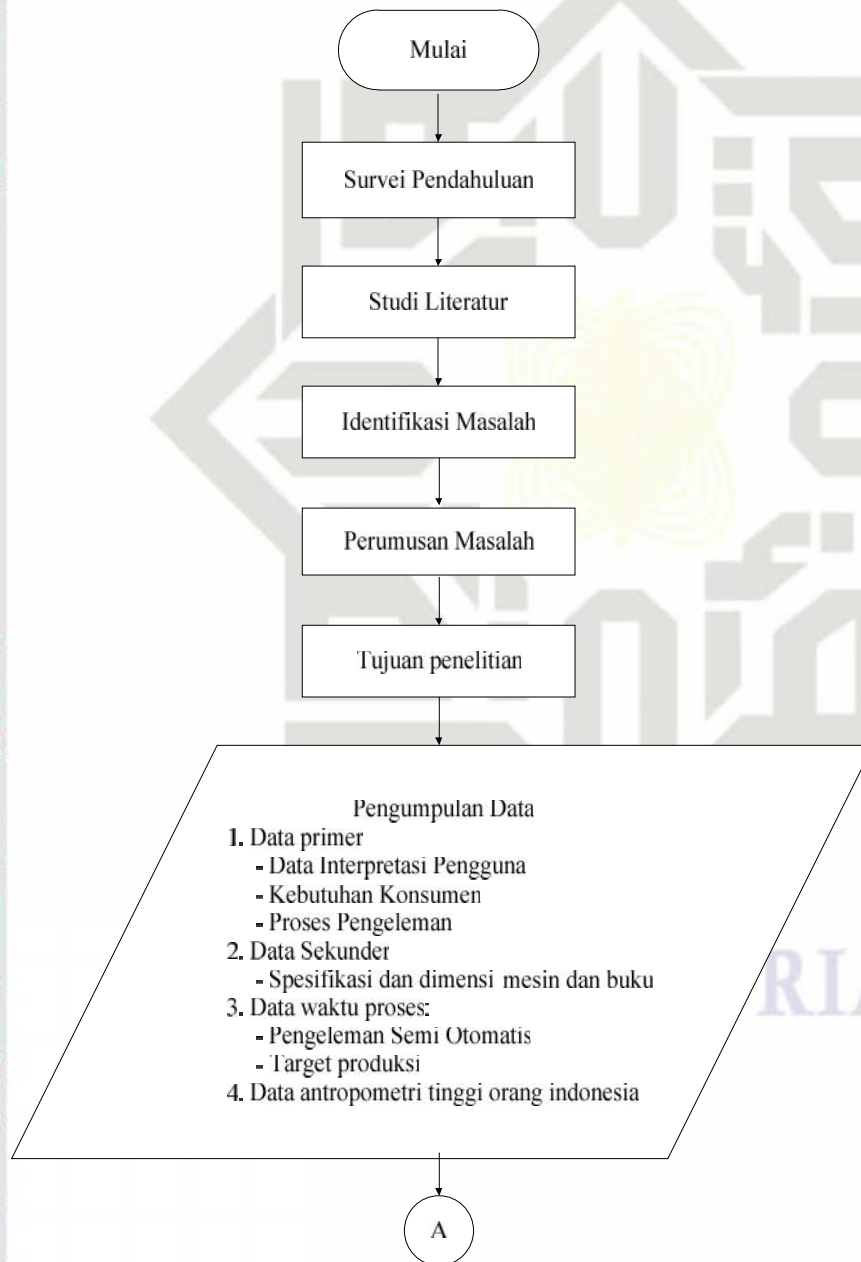 Mulai
Survei Pendahuluan
Studi Literatur
Identifikasi Masalah
Perumusan Masalah
Tujuan penelitian
Pengumpulan Data
1. Data primer
- Data Interpretasi Pengguna
- Kebutuhan Konsumen
- Proses Pengeleman
2. Data Sekunder
- Spesifikasi dan dimensi mesin dan buku
3. Data waktu proses:
- Pengeleman Semi Otomatis
- Target produksi
4. Data antropometri tinggi orang indonesia
A